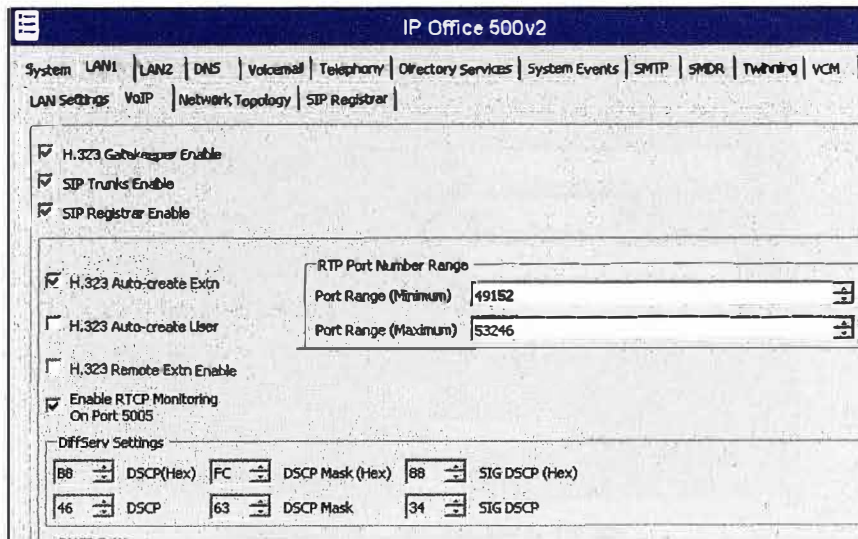 IP Office 500v2
System LAN1 LAN2 DNS Voicemail Telephony Directory Services System Events SMTP SMDR Twinning VCM
LAN Settings VoIP Network Topology SIP Registrar
H.323 Gatekeeper Enable
SIP Trunks Enable
SIP Registrar Enable
RTP Port Number Range
H.323 Auto-create Extn
Port Range (Minimum) 49152
H.323 Auto-create User
Port Range (Maximum) 53246
H.323 Remote Extn Enable
Enable RTCP Monitoring
On Port 5005
DiffServ Settings
B8 DSCP(Hex) FC DSCP Mask (Hex) 88 SIG DSCP (Hex)
46 DSCP 63 DSCP Mask 34 SIG DSCP